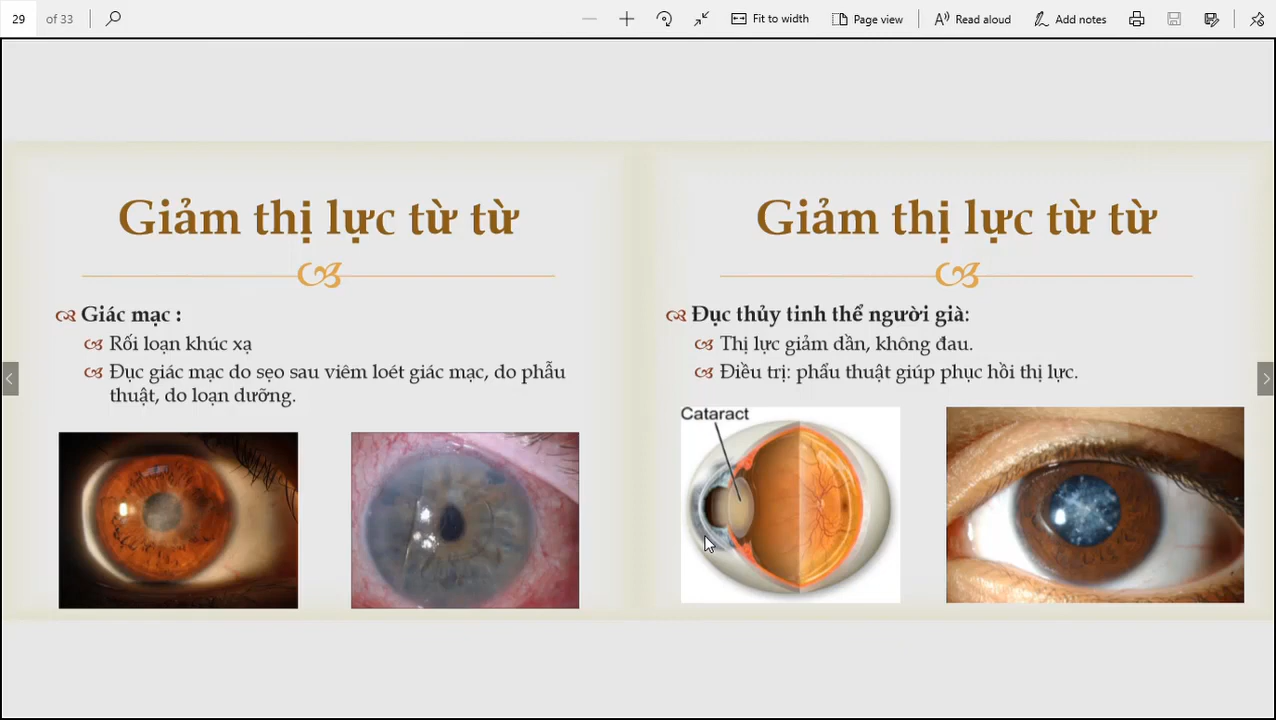 29 of 33 Fit to width Page view Read aloud Add notes
Giảm thị lực từ từ
Giác mạc :
Rối loạn khúc xạ
Đục giác mạc do sẹo sau viêm loét giác mạc, do phẫu
thuật, do loạn dưỡng.
Giảm thị lực từ từ
Đục thủy tinh thể người già:
Thị lực giảm dần, không đau.
Điều trị: phẩu thuật giúp phục hồi thị lực.
Cataract